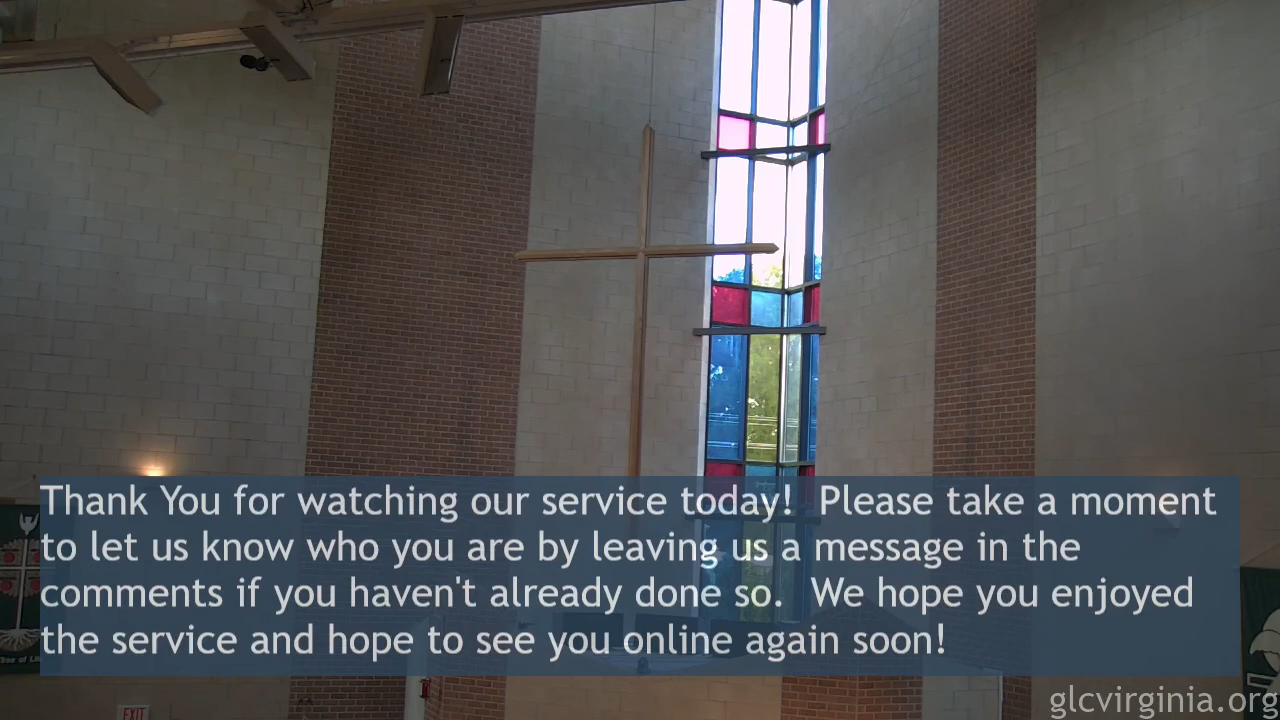 Thank You for watching our service today!  Please take a moment
to let us know who you are by leaving us a message in the
comments if you haven't already done so.  We hope you enjoyed
the service and hope to see you online again soon!
glcvirginia.org
EXIT